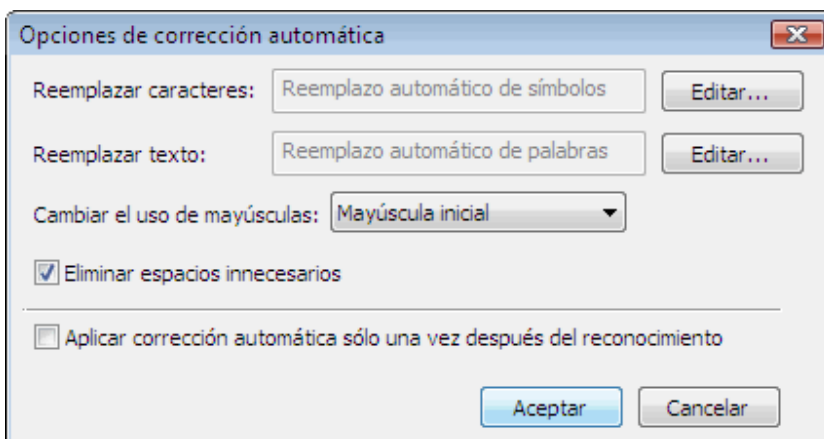 Opciones de corrección automática
Reemplazar caracteres: Reemplazo automático de símbolos Editar...
Reemplazar texto: Reemplazo automático de palabras Editar...
Cambiar el uso de mayúsculas: Mayúscula inicial
Eliminar espacios innecesarios
Aplicar corrección automática sólo una vez después del reconocimiento
Aceptar Cancelar